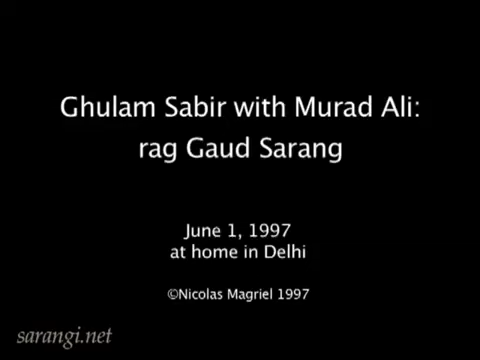 Ghulam Sabir with Murad Ali:
rag Gaud Sarang
June 1, 1997
at home in Delhi
©Nicolas Magriel 1997
sarangi.net